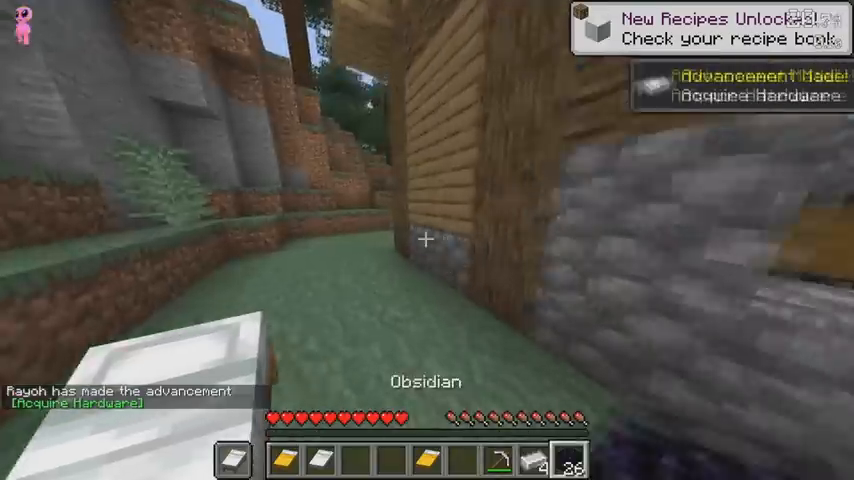 New Recipes Unlocked!
Check your recipe book
Advancement Made!
Acquire Hardware
Obsidian
Rayoh has made the advancement
[Acquire Hardware]
4
26